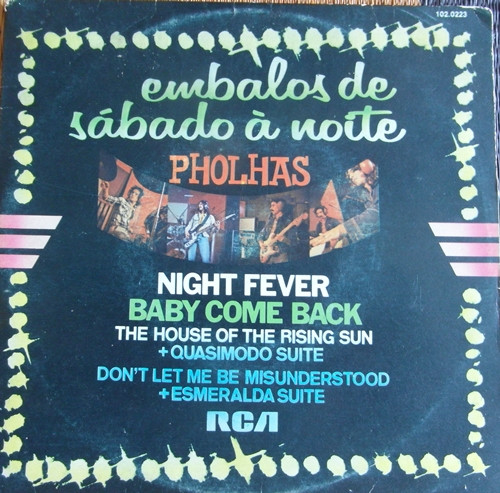 102.0223
embalos de
sábado à noite
PHOLHAS
NIGHT FEVER
BABY COME BACK
THE HOUSE OF THE RISING SUN
+QUASIMODO SUITE
DON'T LET ME BE MISUNDERSTOOD
+ESMERALDA SUITE
RCA